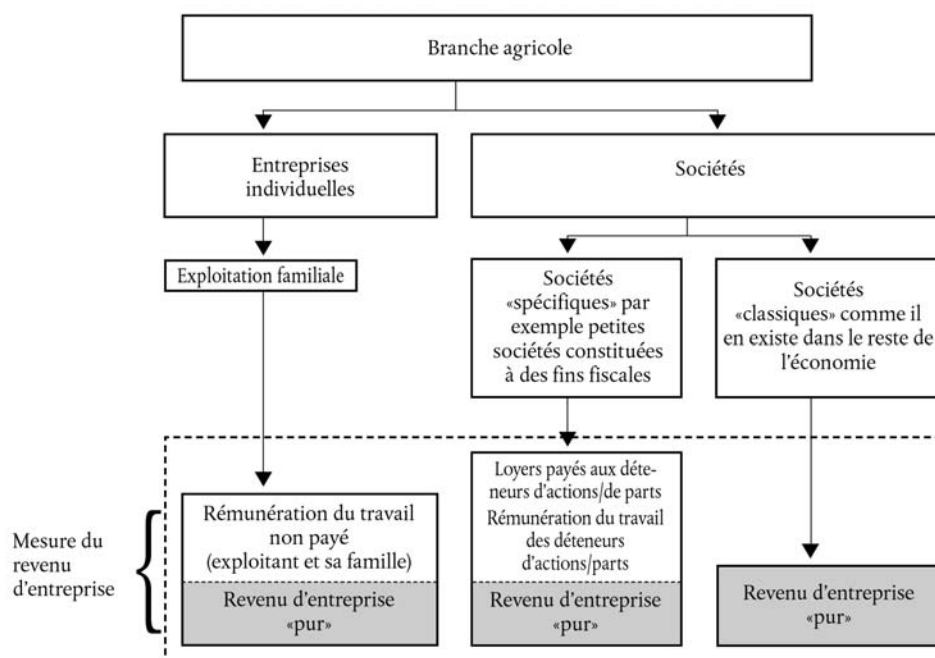 Branche agricole
Entreprises
individuelles
Sociétés
Exploitation familiale
Sociétés
«spécifiques» par
exemple petites
sociétés constituées
à des fins fiscales
Sociétés
«classiques» comme il
en existe dans le reste de
l'économie
Mesure du
revenu
d'entreprise
Rémunération du travail
non payé
(exploitant et sa famille)
Revenu d'entreprise
«pur»
Loyers payés aux déte-
neurs d'actions/de parts
Rémunération du travail
des déteneurs
d'actions/parts
Revenu d'entreprise
«pur»
Revenu d'entreprise
«pur»